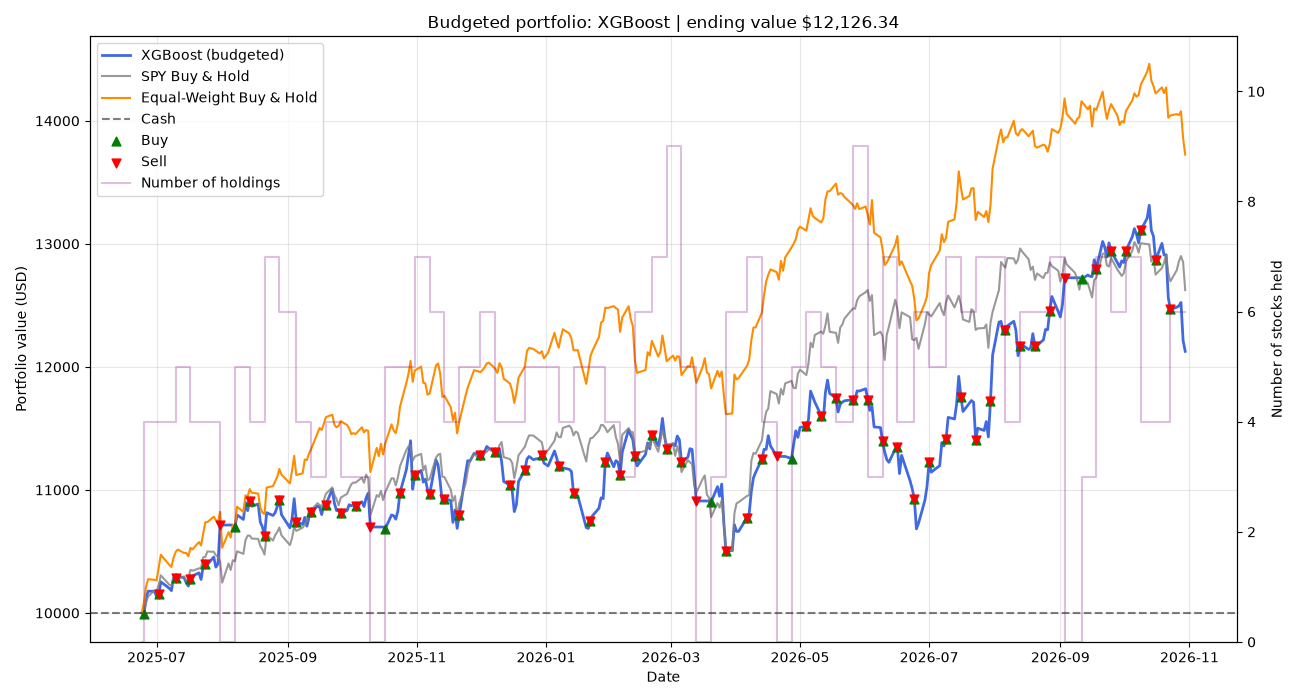 Budgeted portfolio: XGBoost | ending value $12,126.34
XGBoost (budgeted)
SPY Buy & Hold
Equal-Weight Buy & Hold
Cash
Buy
Sell
Number of holdings
Portfolio value (USD)
14000
13000
12000
11000
10000
Number of stocks held
10
8
6
4
2
0
2025-07
2025-09
2025-11
2026-01
2026-03
2026-05
2026-07
2026-09
2026-11
Date